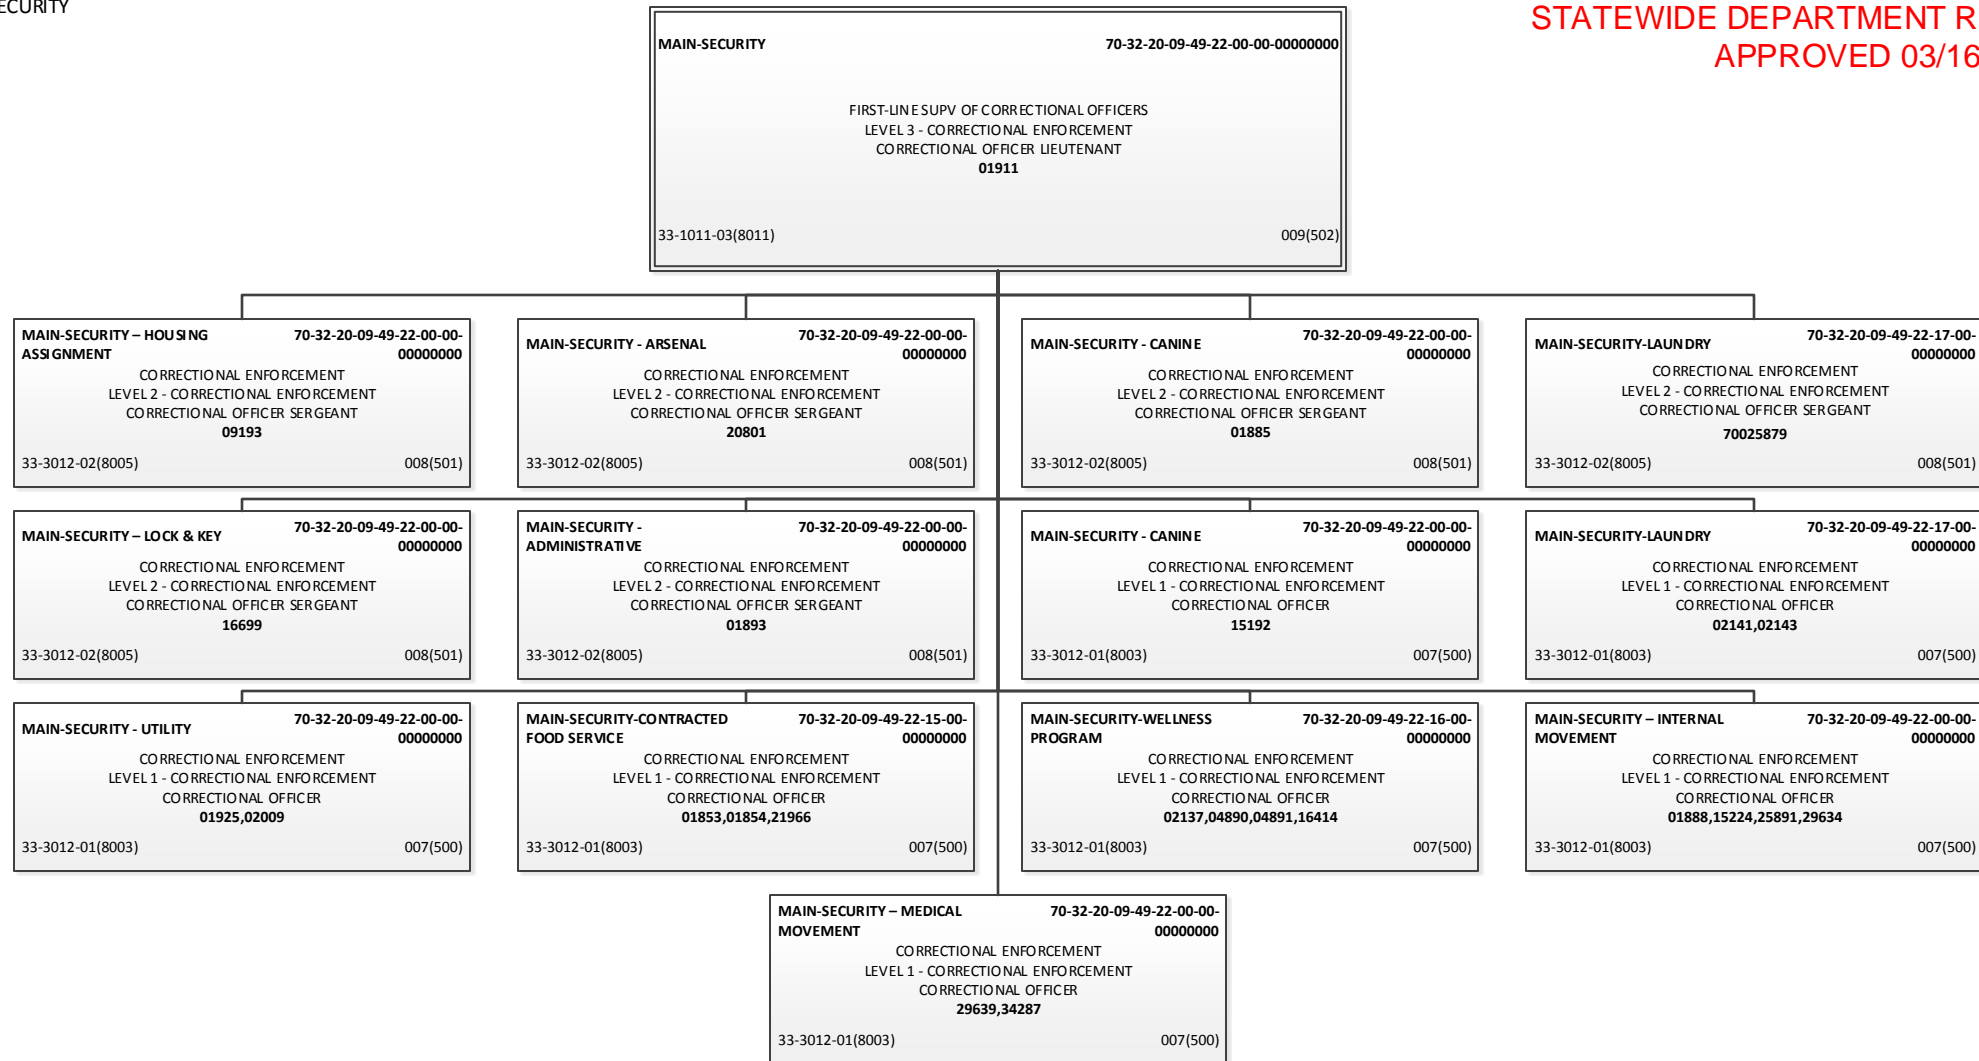 STATEWIDE DEPARTMENT
APPROVED 03/16
MAIN-SECURITY 70-32-20-09-49-22-00-00-00000000
FIRST-LINE SUPV OF CORRECTIONAL OFFICERS
LEVEL 3 - CORRECTIONAL ENFORCEMENT
CORRECTIONAL OFFICER LIEUTENANT
01911
33-1011-03(8011) 009(502)
MAIN-SECURITY – HOUSING ASSIGNMENT
70-32-20-09-49-22-00-00-
00000000
CORRECTIONAL ENFORCEMENT
LEVEL 2 - CORRECTIONAL ENFORCEMENT
CORRECTIONAL OFFICER SERGEANT
09193
33-3012-02(8005) 008(501)
MAIN-SECURITY - ARSENAL
70-32-20-09-49-22-00-00-
00000000
CORRECTIONAL ENFORCEMENT
LEVEL 2 - CORRECTIONAL ENFORCEMENT
CORRECTIONAL OFFICER SERGEANT
20801
33-3012-02(8005) 008(501)
MAIN-SECURITY - CANINE
70-32-20-09-49-22-00-00-
00000000
CORRECTIONAL ENFORCEMENT
LEVEL 2 - CORRECTIONAL ENFORCEMENT
CORRECTIONAL OFFICER SERGEANT
01885
33-3012-02(8005) 008(501)
MAIN-SECURITY-LAUNDRY
70-32-20-09-49-22-17-00-
00000000
CORRECTIONAL ENFORCEMENT
LEVEL 2 - CORRECTIONAL ENFORCEMENT
CORRECTIONAL OFFICER SERGEANT
70025879
33-3012-02(8005) 008(501)
MAIN-SECURITY – LOCK & KEY
70-32-20-09-49-22-00-00-
00000000
CORRECTIONAL ENFORCEMENT
LEVEL 2 - CORRECTIONAL ENFORCEMENT
CORRECTIONAL OFFICER SERGEANT
16699
33-3012-02(8005) 008(501)
MAIN-SECURITY -
ADMINISTRATIVE
70-32-20-09-49-22-00-00-
00000000
CORRECTIONAL ENFORCEMENT
LEVEL 2 - CORRECTIONAL ENFORCEMENT
CORRECTIONAL OFFICER SERGEANT
01893
33-3012-02(8005) 008(501)
MAIN-SECURITY - CANINE
70-32-20-09-49-22-00-00-
00000000
CORRECTIONAL ENFORCEMENT
LEVEL 1 - CORRECTIONAL ENFORCEMENT
CORRECTIONAL OFFICER
15192
33-3012-01(8003) 007(500)
MAIN-SECURITY-LAUNDRY
70-32-20-09-49-22-17-00-
00000000
CORRECTIONAL ENFORCEMENT
LEVEL 1 - CORRECTIONAL ENFORCEMENT
CORRECTIONAL OFFICER
02141,02143
33-3012-01(8003) 007(500)
MAIN-SECURITY - UTILITY
70-32-20-09-49-22-00-00-
00000000
CORRECTIONAL ENFORCEMENT
LEVEL 1 - CORRECTIONAL ENFORCEMENT
CORRECTIONAL OFFICER
01925,02009
33-3012-01(8003) 007(500)
MAIN-SECURITY-CONTRACTED
FOOD SERVICE
70-32-20-09-49-22-15-00-
00000000
CORRECTIONAL ENFORCEMENT
LEVEL 1 - CORRECTIONAL ENFORCEMENT
CORRECTIONAL OFFICER
01853,01854,21966
33-3012-01(8003) 007(500)
MAIN-SECURITY-WELLNESS
PROGRAM
70-32-20-09-49-22-16-00-
00000000
CORRECTIONAL ENFORCEMENT
LEVEL 1 - CORRECTIONAL ENFORCEMENT
CORRECTIONAL OFFICER
02137,04890,04891,16414
33-3012-01(8003) 007(500)
MAIN-SECURITY – INTERNAL
MOVEMENT
70-32-20-09-49-22-00-00-
00000000
CORRECTIONAL ENFORCEMENT
LEVEL 1 - CORRECTIONAL ENFORCEMENT
CORRECTIONAL OFFICER
01888,15224,25891,29634
33-3012-01(8003) 007(500)
MAIN-SECURITY – MEDICAL
MOVEMENT
70-32-20-09-49-22-00-00-
00000000
CORRECTIONAL ENFORCEMENT
LEVEL 1 - CORRECTIONAL ENFORCEMENT
CORRECTIONAL OFFICER
29639,34287
33-3012-01(8003) 007(500)